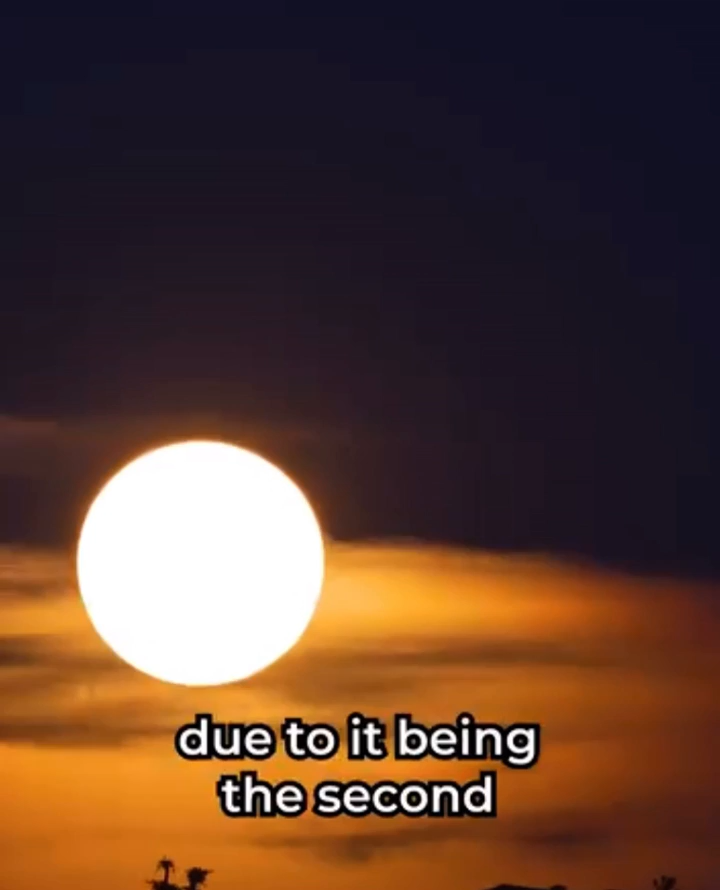 due to it being
the second